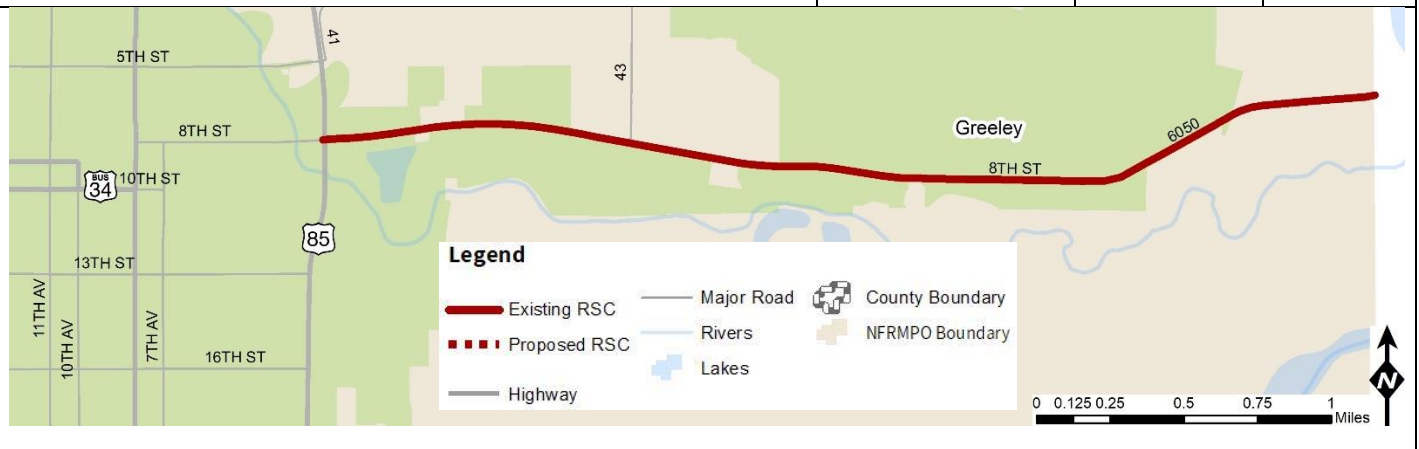 41
5TH ST
43
8TH ST
Greeley
6050
BUS
34
10TH ST
8TH ST
85
13TH ST
11TH AV
10TH AV
7TH AV
16TH ST
Legend
Existing RSC
Proposed RSC
Highway
Major Road
Rivers
Lakes
County Boundary
NFRMPO Boundary
N
0 0.125 0.25 0.5 0.75 1
Miles